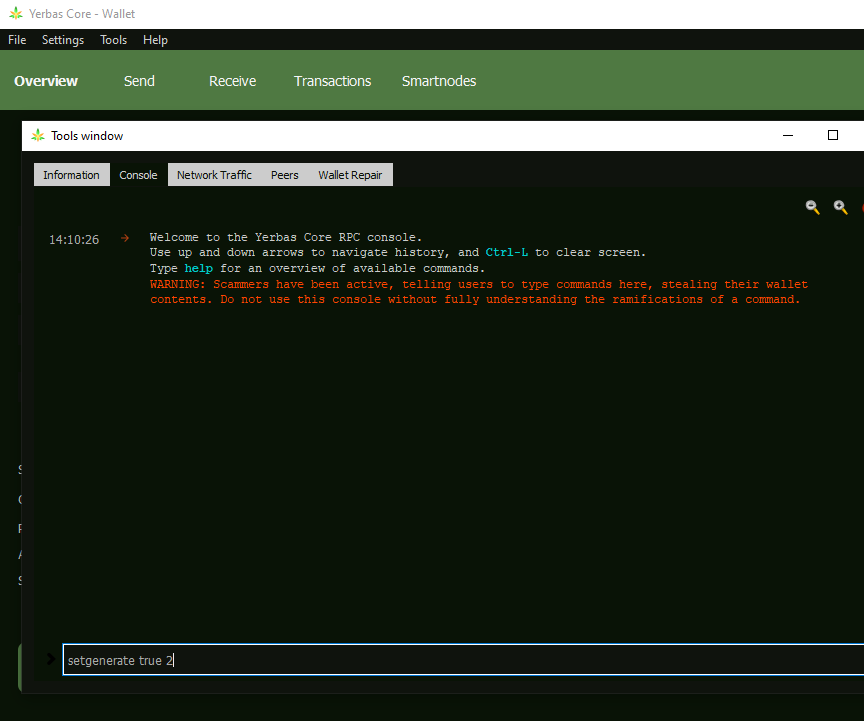 Yerbas Core - Wallet
File Settings Tools Help
Overview Send Receive Transactions Smartnodes
Tools window
Information Console Network Traffic Peers Wallet Repair
14:10:26 Welcome to the Yerbas Core RPC console.
Use up and down arrows to navigate history, and Ctrl-L to clear screen.
Type help for an overview of available commands.
WARNING: Scammers have been active, telling users to type commands here, stealing their wallet
contents. Do not use this console without fully understanding the ramifications of a command.
setgenerate true 2